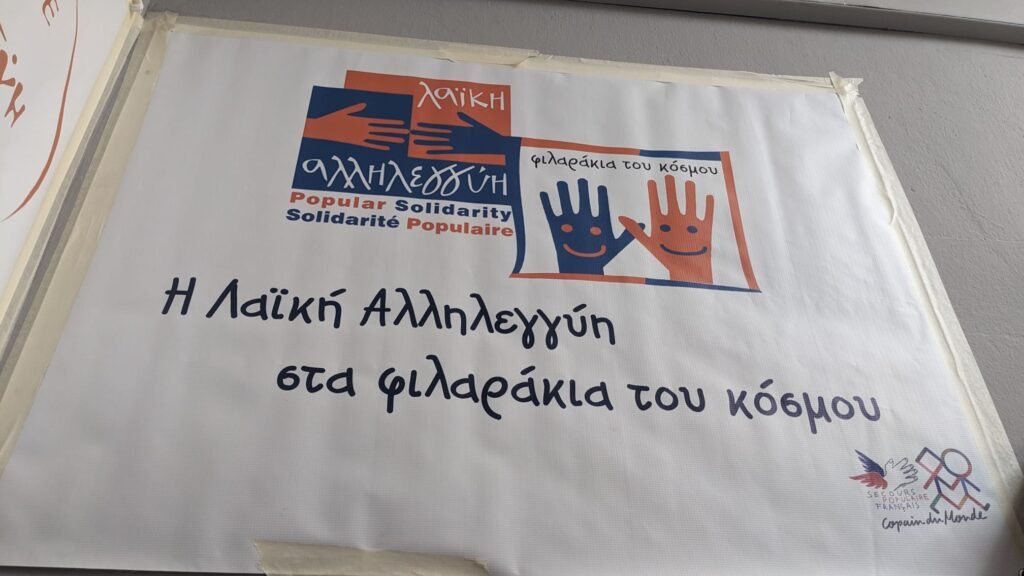 λαϊκη
αλληλεγγύη
Popular Solidarity
Solidarité Populaire
φιλαράκια του κόσμου
Η Λαϊκή Αλληλεγγύη
στα φιλαράκια του κόσμου
SECOURS
POPULAIRE
FRANÇAIS
Copain du Monde